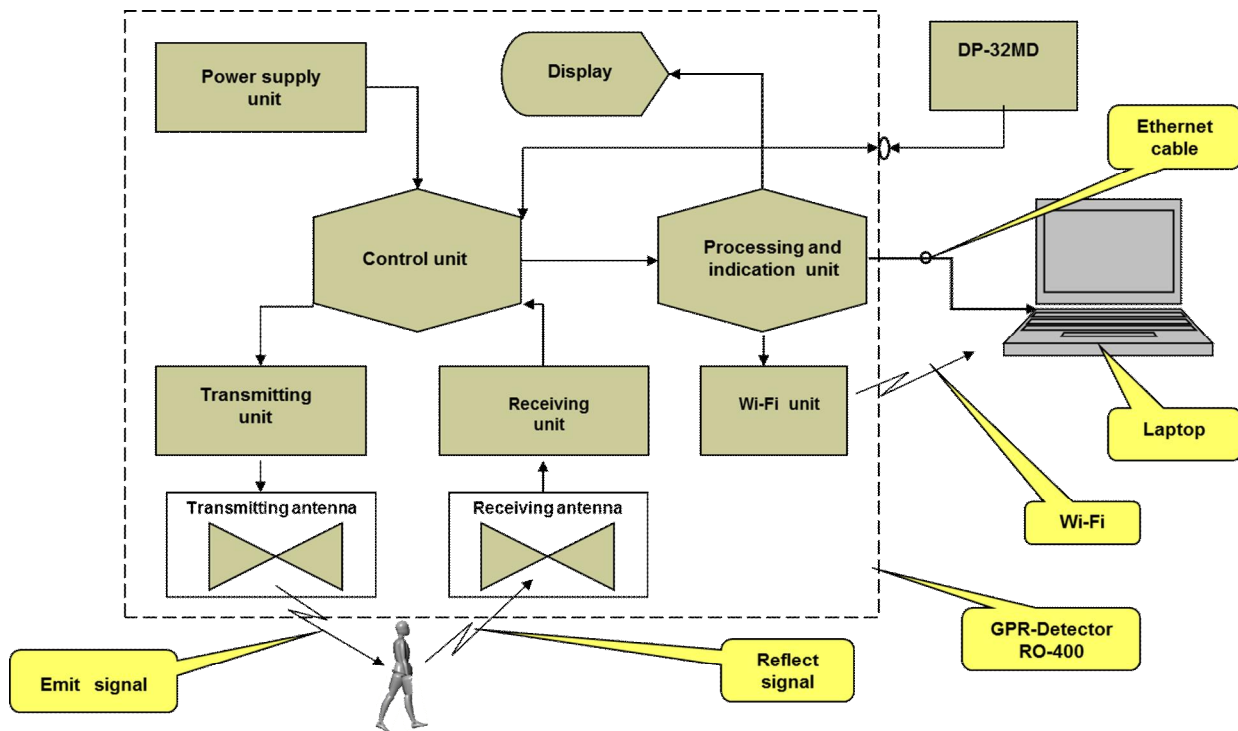 Power supply
unit
Display
DP-32MD
Ethernet
cable
Control unit
Processing and
indication unit
Transmitting
unit
Receiving
unit
Wi-Fi unit
Laptop
Transmitting antenna
Receiving antenna
Wi-Fi
GPR-Detector
RO-400
Emit signal
Reflect
signal